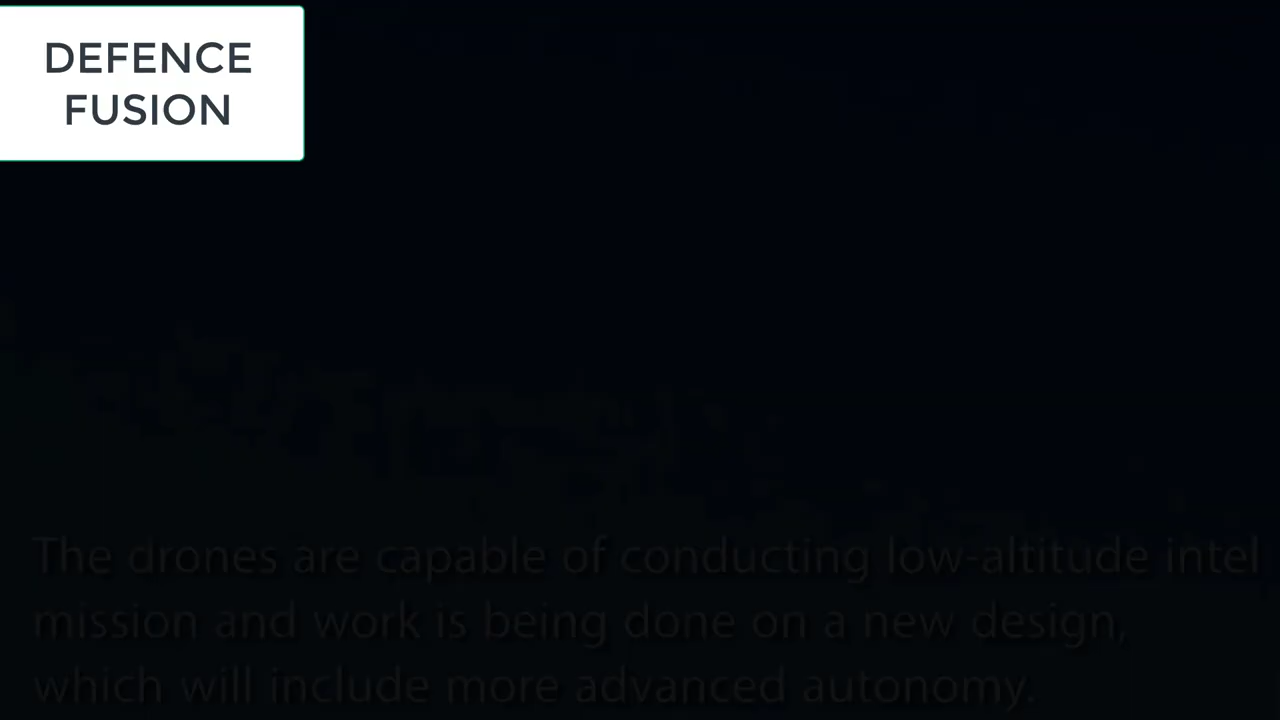 DEFENCE
FUSION
The drones are capable of conducting low-altitude intel
mission and work is being done on a new design,
which will include more advanced autonomy.